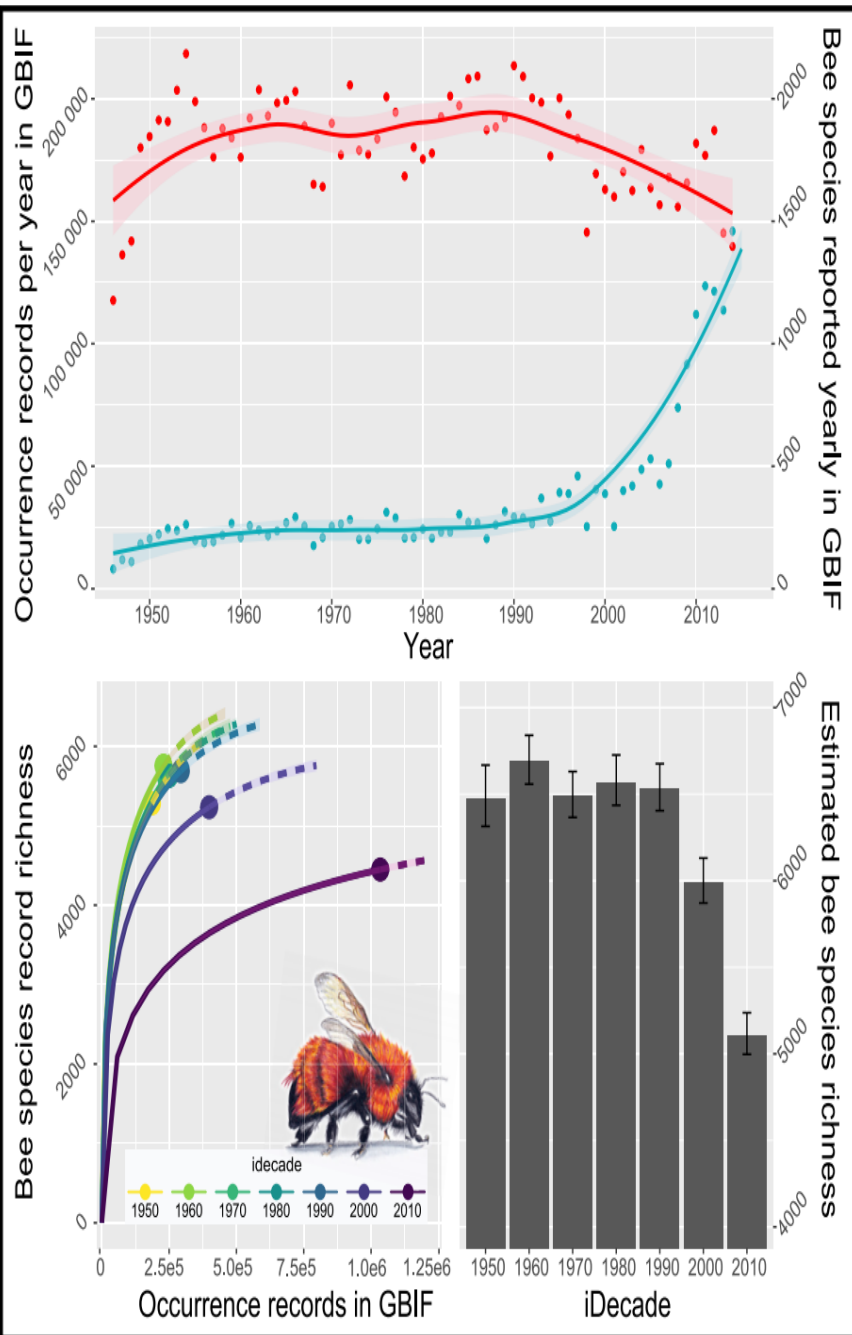 Occurrence records per year in GBIF
200 000
150 000
100 000
50 000
0
Bee species reported yearly in GBIF
2000
1500
1000
500
0
1950 1960 1970 1980 1990 2000 2010
Year
Bee species record richness
6000
4000
2000
0
idecade
1950 1960 1970 1980 1990 2000 2010
0 2.5e5 5.0e5 7.5e5 1.0e6 1.25e6
Occurrence records in GBIF
Estimated bee species richness
7000
6000
5000
4000
1950 1960 1970 1980 1990 2000 2010
iDecade